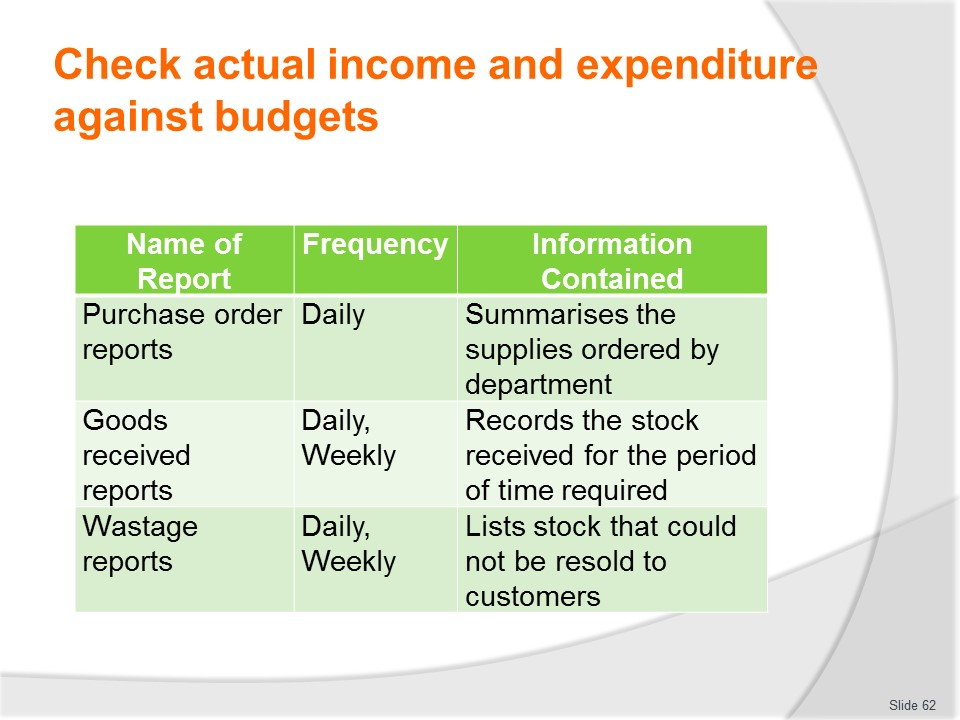 Check actual income and expenditure
against budgets
Name of
Report
Frequency
Information
Contained
Purchase order
reports
Daily
Summarises the
supplies ordered by
department
Goods
received
reports
Daily,
Weekly
Records the stock
received for the period
of time required
Wastage
reports
Daily,
Weekly
Lists stock that could
not be resold to
customers
Slide 62